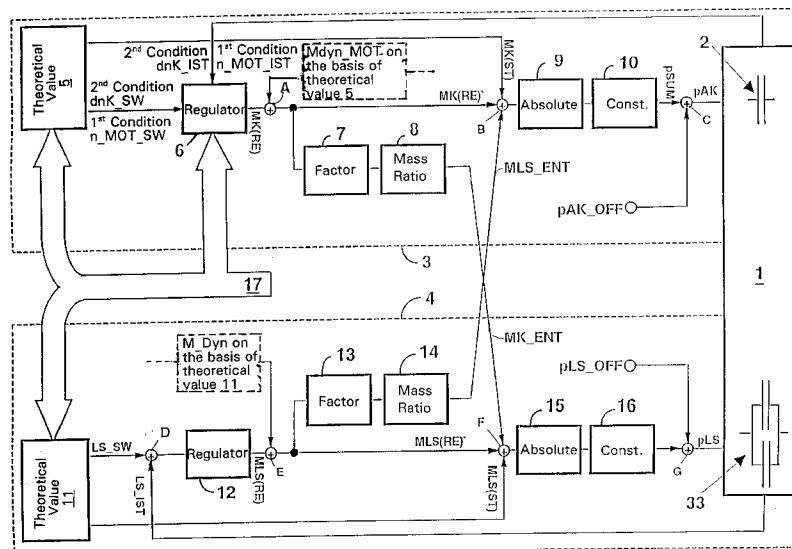 Theoretical
Value
5
2nd Condition
dnK_IST
1st Condition
n_MOT_IST
Mdyn_MOT on
the basis of
theoretical
value 5
2nd Condition
dnK_SW
1st Condition
n_MOT_SW
Regulator
6
A
MK(RE)
MK(RE)`
MK(ST)
B
9
Absolute
10
Const.
pSUM
pAK
C
2
7
Factor
8
Mass
Ratio
MLS_ENT
pAK_OFF
3
17
1
4
M_Dyn on
the basis of
theoretical
value 11
13
Factor
14
Mass
Ratio
MK_ENT
pLS_OFF
Theoretical
Value
11
LS_SW
D
LS_IST
Regulator
12
MLS(RE)
E
MLS(RE)`
F
MLS(ST)
15
Absolute
16
Const.
pLS
G
33